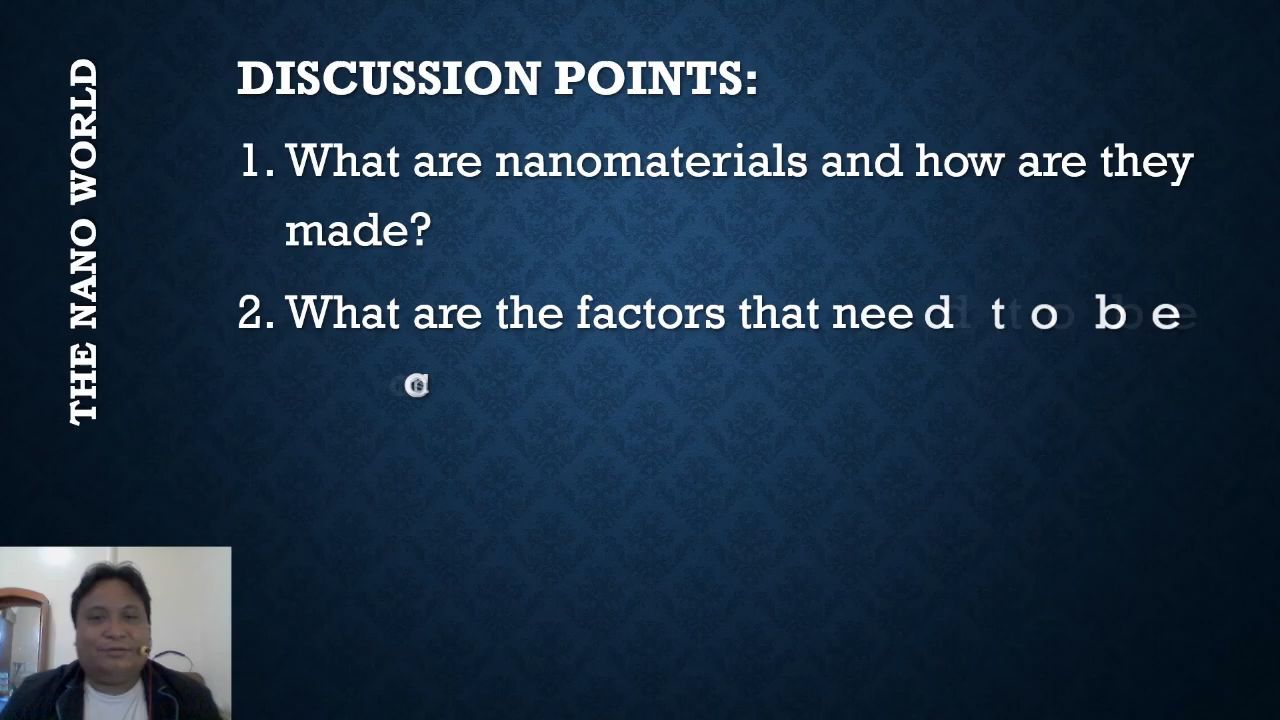 THE NANO WORLD
DISCUSSION POINTS:
1. What are nanomaterials and how are they
made?
2. What are the factors that need to be